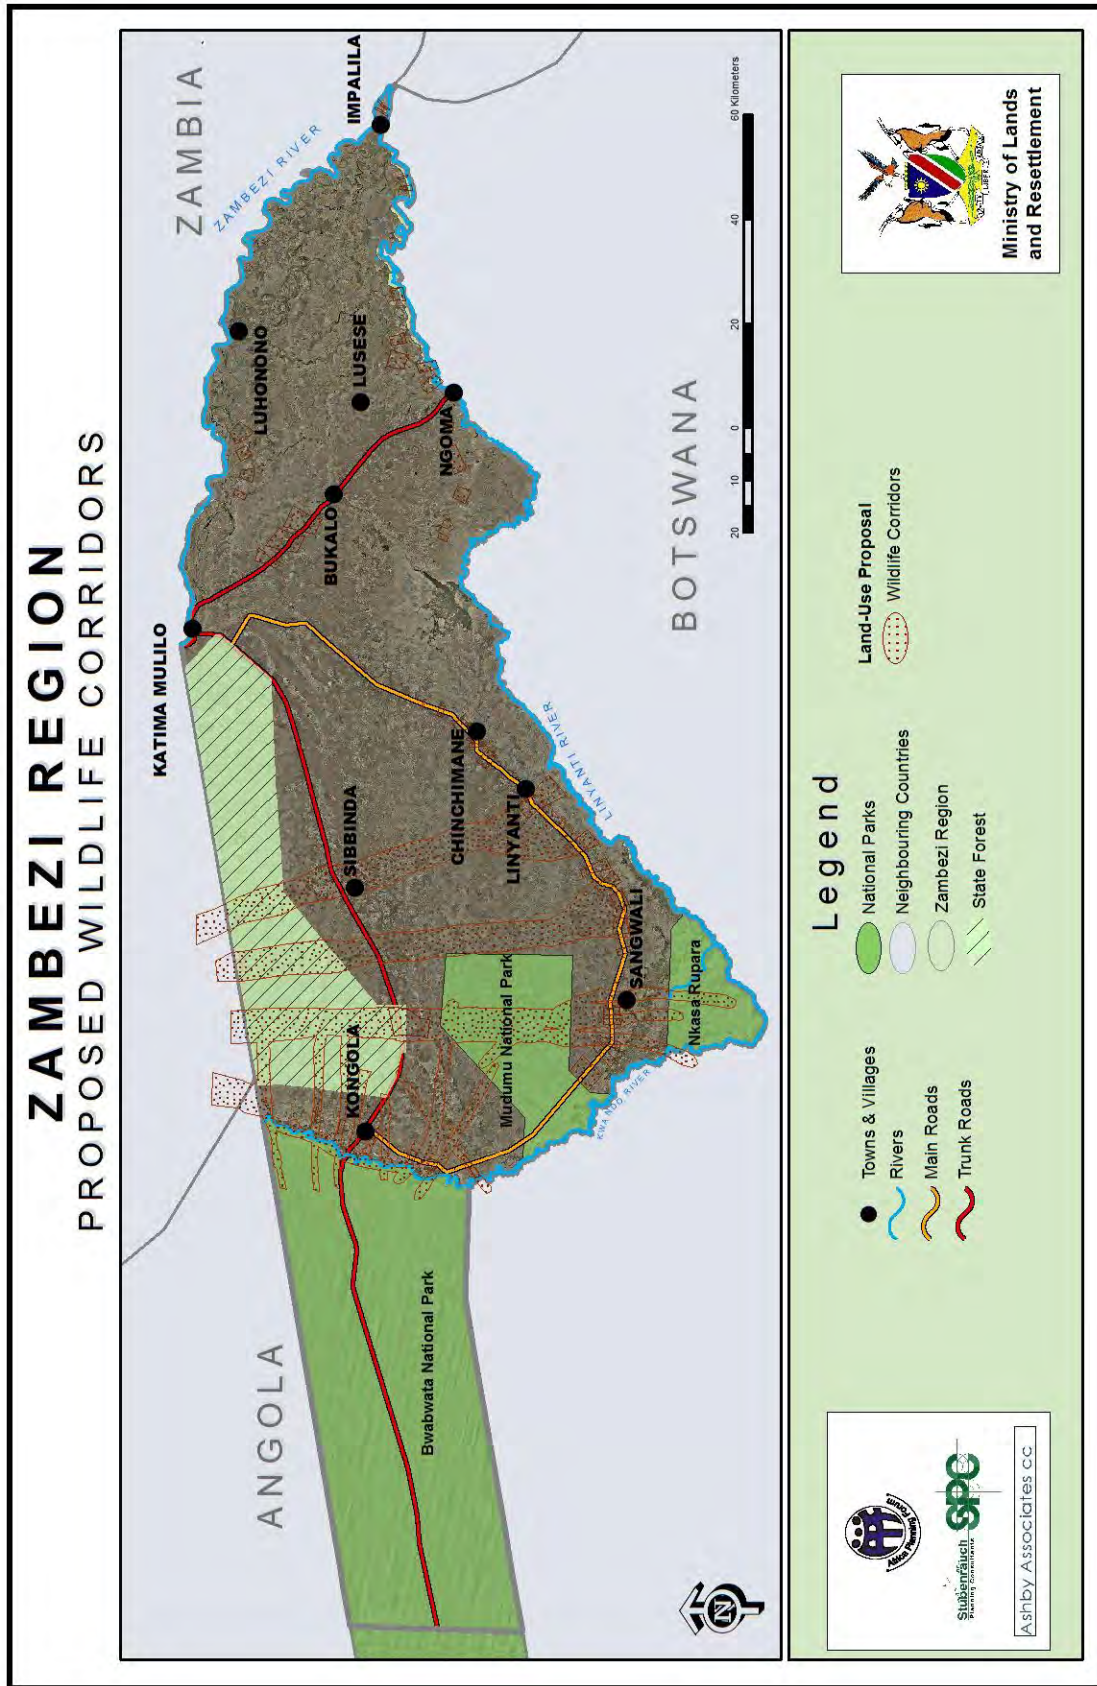 ZAMBEZI REGION
PROPOSED WILDLIFE CORRIDORS
ANGOLA
ZAMBIA
BOTSWANA
KATIMA MULILO
ZAMBEZI RIVER
IMPALILA
LUHONONO
LUSESE
BUKALO
NGOMA
SIBBINDA
CHINCHIMANE
LINYANTI
LINYANTI RIVER
KONGOLA
Mudumu National Park
SANGWALI
Nkasa Rupara
KWANDO RIVER
Bwabwata National Park
N
20 10 0 20 40 60 Kilometers
Legend
Towns & Villages
Rivers
Main Roads
Trunk Roads
National Parks
Neighbouring Countries
Zambezi Region
State Forest
Land-Use Proposal
Wildlife Corridors
Africa Planning Forum
Stubenrauch
Planning Consultants
SPC
Ashby Associates cc
Ministry of Lands
and Resettlement